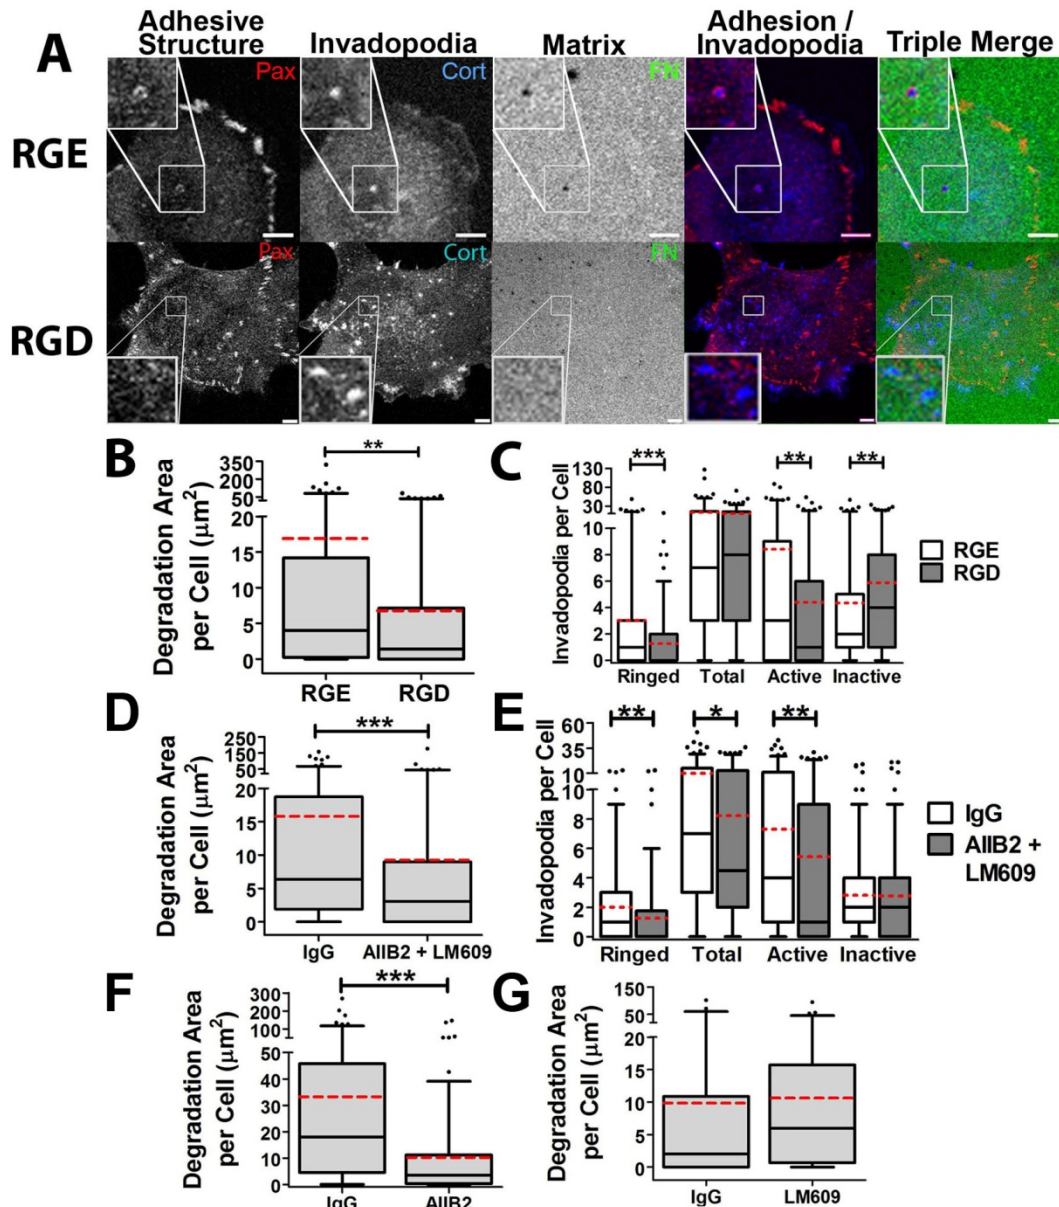 A
Adhesive
Structure
Invadopodia
Matrix
Adhesion /
Invadopodia
Triple Merge
RGE
Pax
Cort
FN
RGD
Pax
Cort
FN
B
Degradation Area
per Cell (μm²)
350
250
150
50
20
15
10
5
0
**
RGE
RGD
C
Invadopodia per Cell
130
100
70
30
10
8
6
4
2
0
***
**
**
Ringed
Total
Active
Inactive
RGE
RGD
D
Degradation Area
per Cell (μm²)
250
150
50
20
15
10
5
0
***
IgG
AIIB2 + LM609
E
Invadopodia per Cell
60
35
10
8
6
4
2
0
**
*
**
Ringed
Total
Active
Inactive
IgG
AIIB2 +
LM609
F
Degradation Area
per Cell (μm²)
300
200
100
50
40
30
20
10
0
***
IgG
AIIB2
G
Degradation Area
per Cell (μm²)
150
50
20
15
10
5
0
IgG
LM609